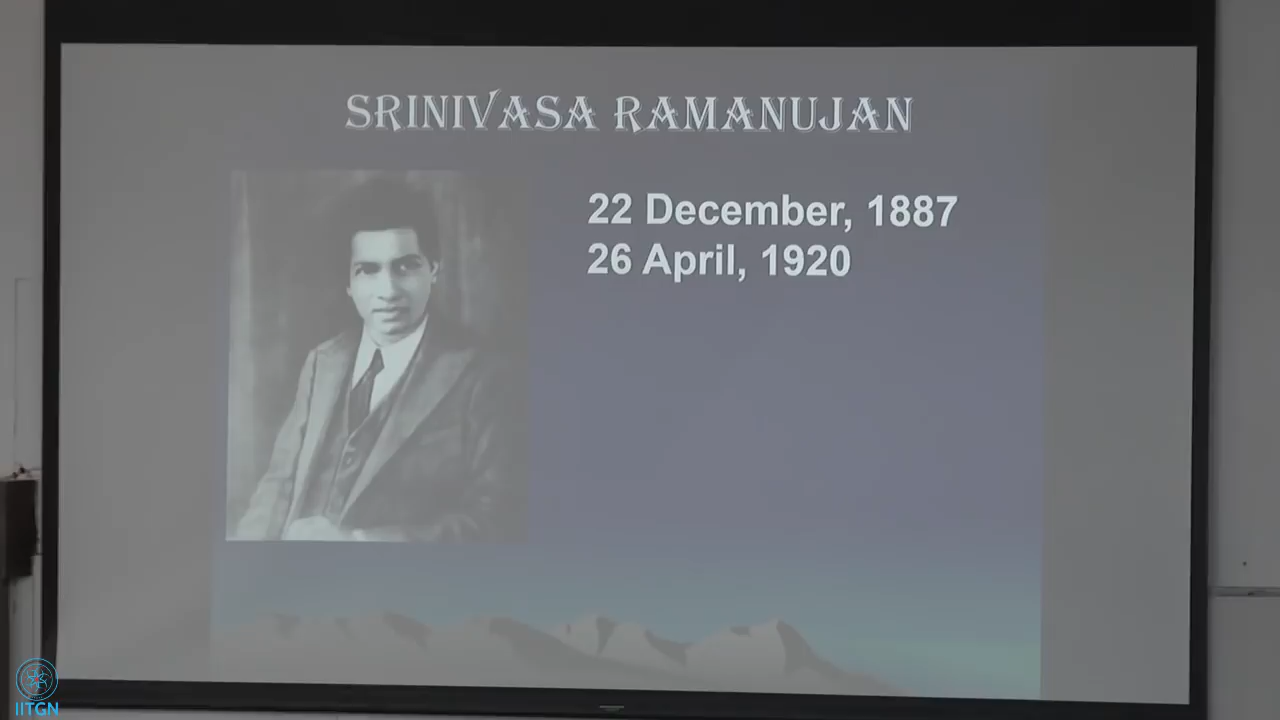 SRINIVASA RAMANUJAN
22 December, 1887
26 April, 1920
IITGN